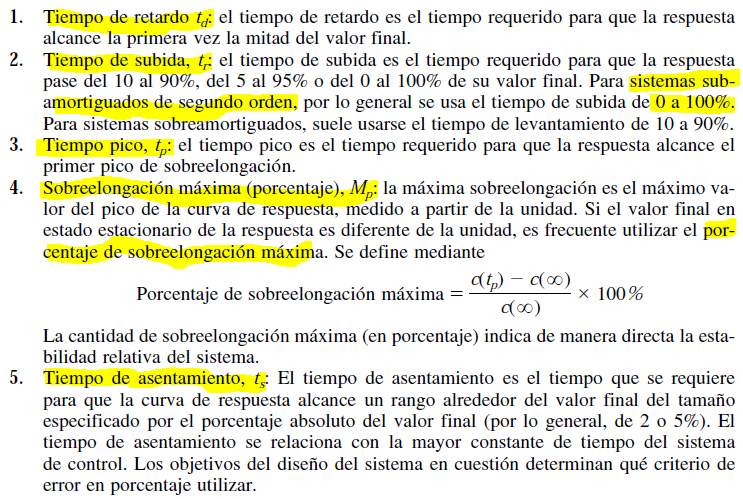 1. Tiempo de retardo t_d: el tiempo de retardo es el tiempo requerido para que la respuesta
alcance la primera vez la mitad del valor final.
2. Tiempo de subida, t_r: el tiempo de subida es el tiempo requerido para que la respuesta
pase del 10 al 90%, del 5 al 95% o del 0 al 100% de su valor final. Para sistemas sub-
amortiguados de segundo orden, por lo general se usa el tiempo de subida de 0 a 100%.
Para sistemas sobreamortiguados, suele usarse el tiempo de levantamiento de 10 a 90%.
3. Tiempo pico, t_p: el tiempo pico es el tiempo requerido para que la respuesta alcance el
primer pico de sobreelongación.
4. Sobreelongación máxima (porcentaje), M_p: la máxima sobreelongación es el máximo va-
lor del pico de la curva de respuesta, medido a partir de la unidad. Si el valor final en
estado estacionario de la respuesta es diferente de la unidad, es frecuente utilizar el por-
centaje de sobreelongación máxima. Se define mediante
Porcentaje de sobreelongación máxima = c(t_p) − c(∞) / c(∞) × 100%
La cantidad de sobreelongación máxima (en porcentaje) indica de manera directa la esta-
bilidad relativa del sistema.
5. Tiempo de asentamiento, t_s: El tiempo de asentamiento es el tiempo que se requiere
para que la curva de respuesta alcance un rango alrededor del valor final del tamaño
especificado por el porcentaje absoluto del valor final (por lo general, de 2 o 5%). El
tiempo de asentamiento se relaciona con la mayor constante de tiempo del sistema
de control. Los objetivos del diseño del sistema en cuestión determinan qué criterio de
error en porcentaje utilizar.